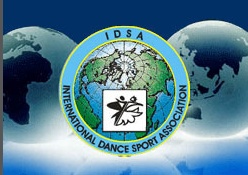 IDSA
INTERNATIONAL DANCE SPORT ASSOCIATION